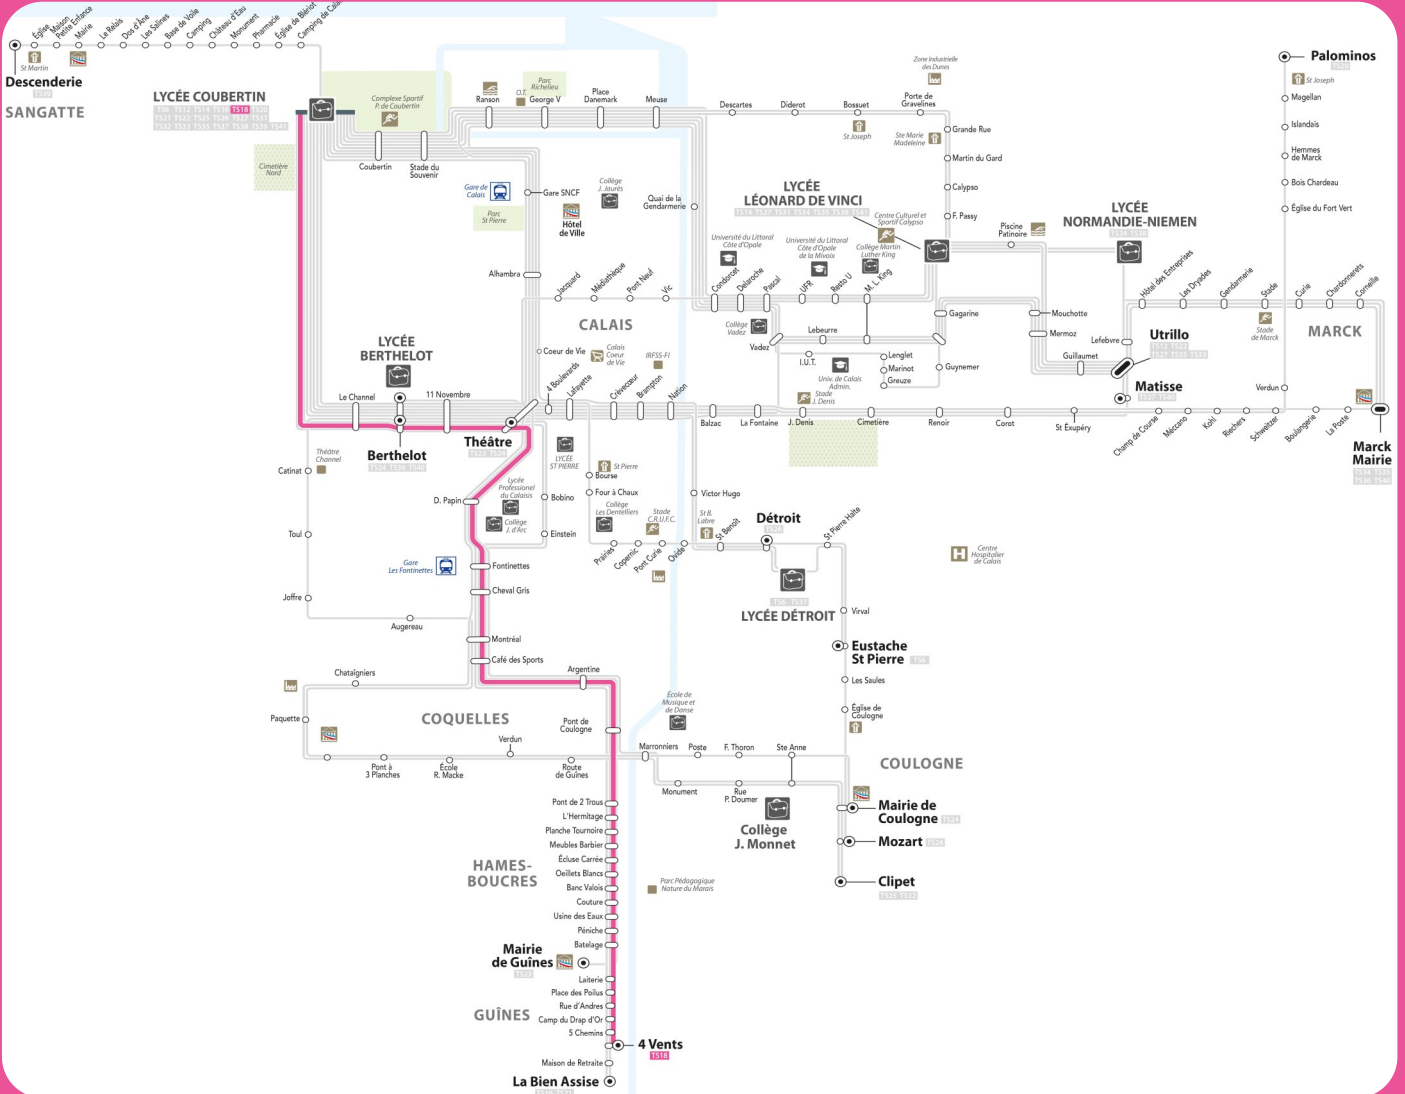 Église
Maison
Petite Enfance
Mairie
Le Relais
Dos d'Âne
Les Salines
Base de Voile
Camping
Château d'Eau
Monument
Pharmacie
Église de Blériot
St Martin
Descenderie
SANGATTE
LYCÉE COUBERTIN
TS18
Complexe Sportif
P. de Coubertin
Cimetière
Nord
Coubertin
Stade du
Souvenir
Ranson
O.T.
Parc
Richelieu
George V
Place
Danemark
Meuse
Descartes
Diderot
Bossuet
St Joseph
Zone Industrielle
des Dunes
Porte de
Gravelines
Ste Marie
Madeleine
Grande Rue
Martin du Gard
Calypso
F. Passy
Palominos
St Joseph
Magellan
Islandais
Hemmes
de Marck
Bois Chardeau
Église du Fort Vert
Gare de
Calais
Gare SNCF
Parc
St Pierre
Hôtel
de Ville
Collège
J. Jaurès
Quai de la
Gendarmerie
LYCÉE
LÉONARD DE VINCI
Centre Culturel et
Sportif Calypso
Collège Martin
Luther King
Université du Littoral
Côte d'Opale
Université du Littoral
Côte d'Opale
de la Mivoix
Piscine
Patinoire
LYCÉE
NORMANDIE-NIEMEN
Alhambra
Jacquard
Médiathèque
Pont Neuf
Vic
Condorcet
Delaroche
Pascal
UFR
Resto U
M. L. King
Hôtel des Entreprises
Les Dryades
Gendarmerie
Stade
Curie
Chardonnerets
Corneille
Stade
de Marck
MARCK
CALAIS
Collège
Vadez
Vadez
Lebeurre
Gagarine
Mouchotte
Mermoz
Guillaumet
Lefebvre
Utrillo
Matisse
Verdun
LYCÉE
BERTHELOT
Coeur de Vie
Calais
Coeur
de Vie
IRFSS-FI
I.U.T.
Univ. de Calais
Admin.
Lenglet
Marinot
Greuze
Guynemer
Le Channel
11 Novembre
4 Boulevards
Lafayette
Crèvecœur
Brampton
Nation
Balzac
La Fontaine
Stade
J. Denis
J. Denis
Cimetière
Renoir
Corot
St Exupéry
Champ de Course
Méccano
Kohl
Riechers
Schweitzer
Boulangerie
La Poste
Marck
Mairie
Théâtre
Berthelot
Catinat
Théâtre
Channel
Toul
Joffre
Augereau
D. Papin
LYCÉE
ST PIERRE
Lycée
Professionel
du Calaisis
Collège
J. d'Arc
Bobino
Einstein
St Pierre
Bourse
Four à Chaux
Collège
Les Dentelliers
Stade
C.R.U.F.C.
Prairies
Copernic
Pont Curie
Ovide
Victor Hugo
St B.
Labre
St Benoît
Détroit
St Pierre Halte
LYCÉE DÉTROIT
Centre
Hospitalier
de Calais
Gare
Les Fontinettes
Fontinettes
Cheval Gris
Montréal
Café des Sports
Argentine
Virval
Eustache
St Pierre
Les Saules
Église de
Coulogne
Chataîgniers
Paquette
COQUELLES
Pont à
3 Planches
École
R. Macke
Verdun
Route
de Guînes
Pont de
Coulogne
École de
Musique et
de Danse
Marronniers
Poste
F. Thoron
Ste Anne
Monument
Rue
P. Doumer
Collège
J. Monnet
COULOGNE
Mairie de
Coulogne
Mozart
Clipet
Pont de 2 Trous
L'Hermitage
Planche Tournoire
Meubles Barbier
Écluse Carrée
Oeillets Blancs
Banc Valois
Couture
Usine des Eaux
Péniche
Batelage
HAMES-
BOUCRES
Parc Pédagogique
Nature du Marais
Mairie
de Guînes
Laiterie
Place des Poilus
Rue d'Andres
Camp du Drap d'Or
5 Chemins
GUÎNES
4 Vents
TS18
Maison de Retraite
La Bien Assise